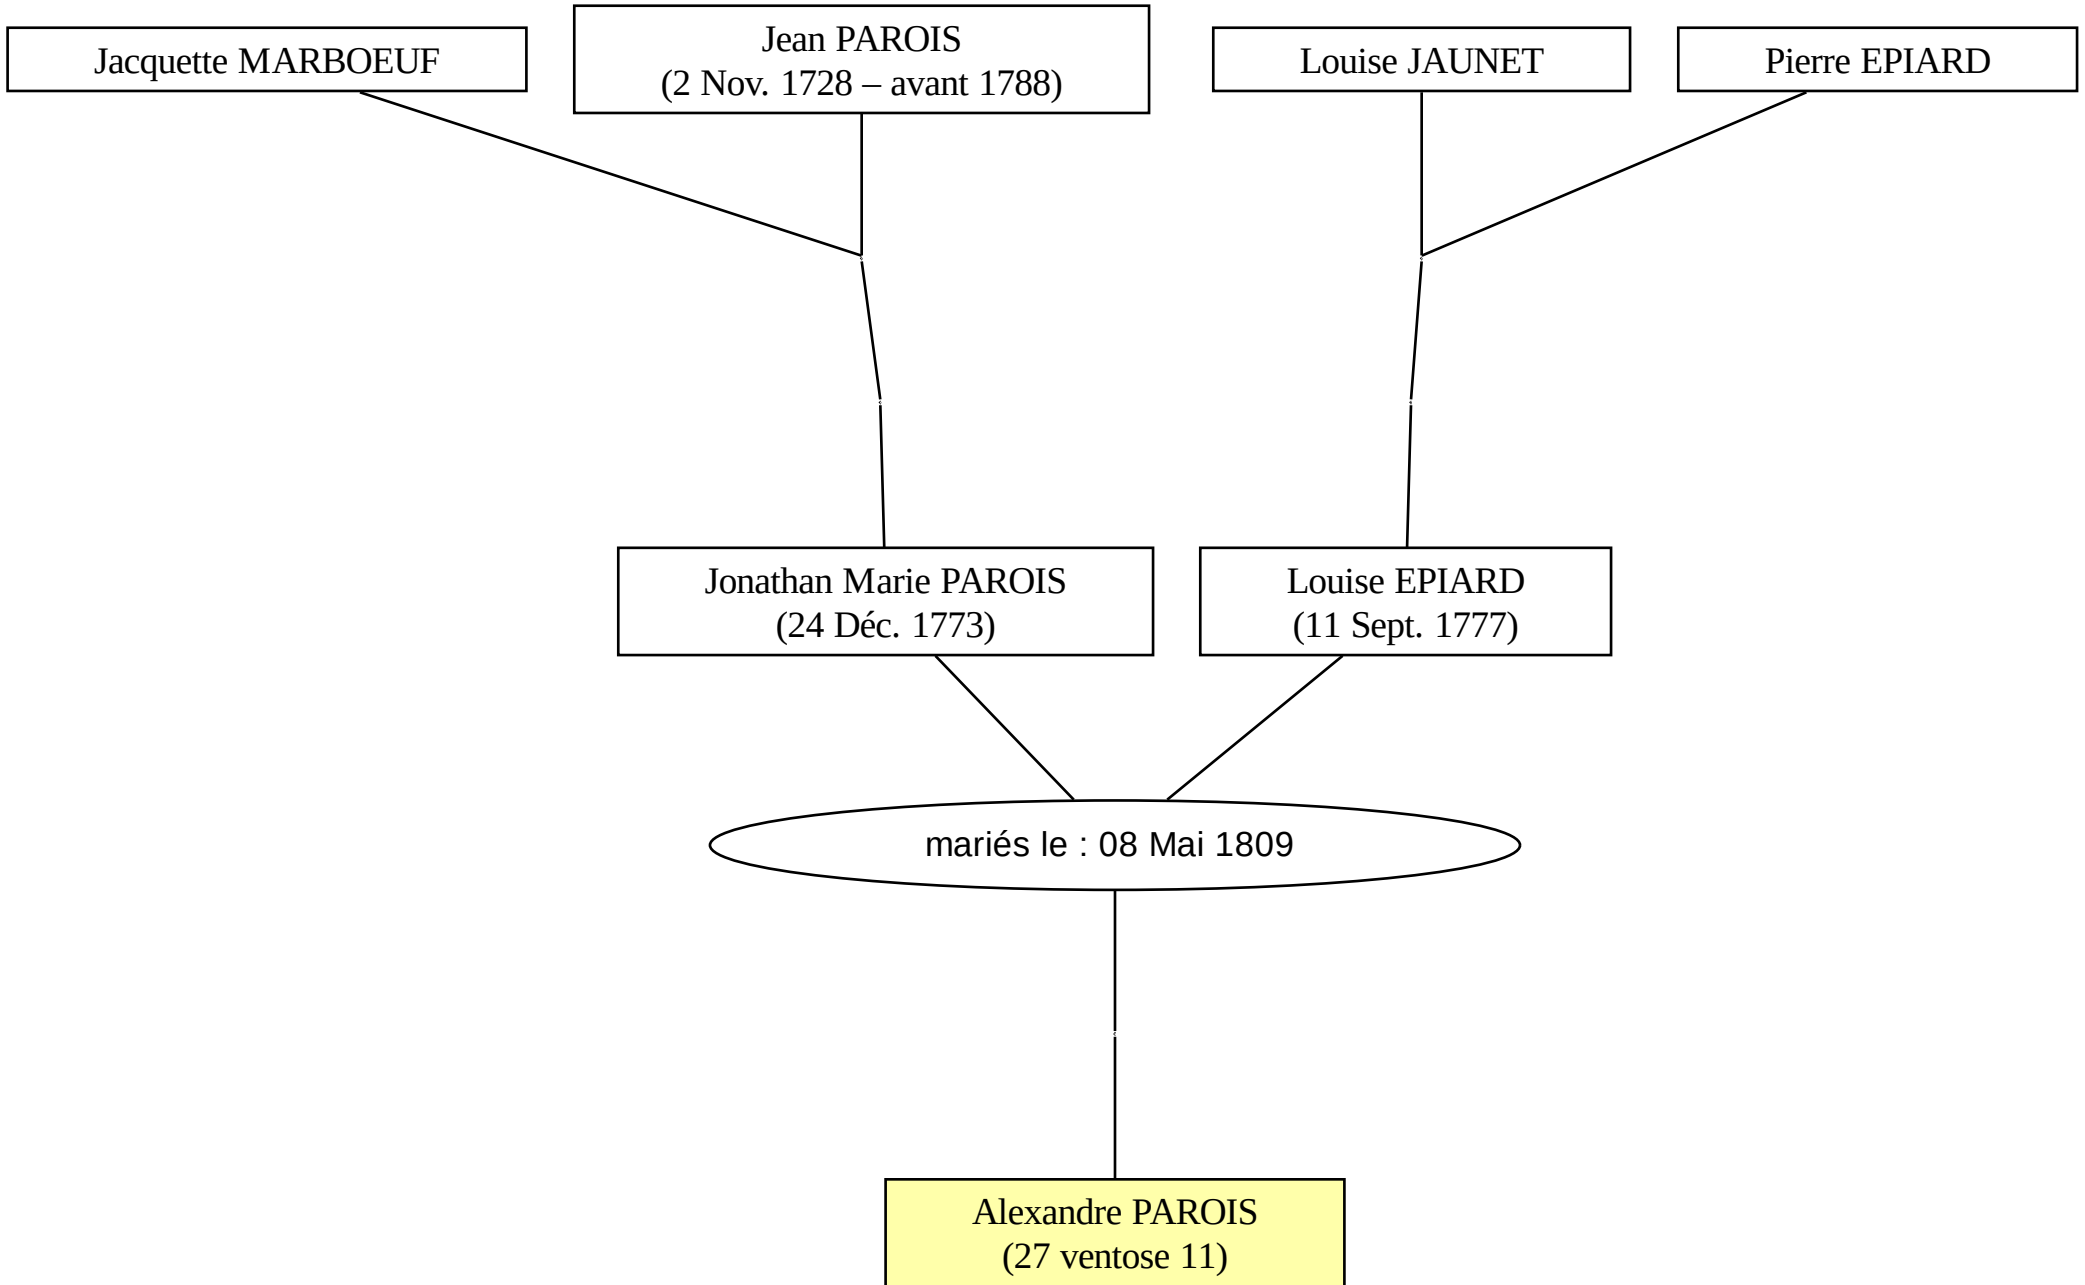 Jacquette MARBOEUF
Jean PAROIS
(2 Nov. 1728 – avant 1788)
Louise JAUNET
Pierre EPIARD
Jonathan Marie PAROIS
(24 Déc. 1773)
Louise EPIARD
(11 Sept. 1777)
mariés le : 08 Mai 1809
Alexandre PAROIS
(27 ventose 11)